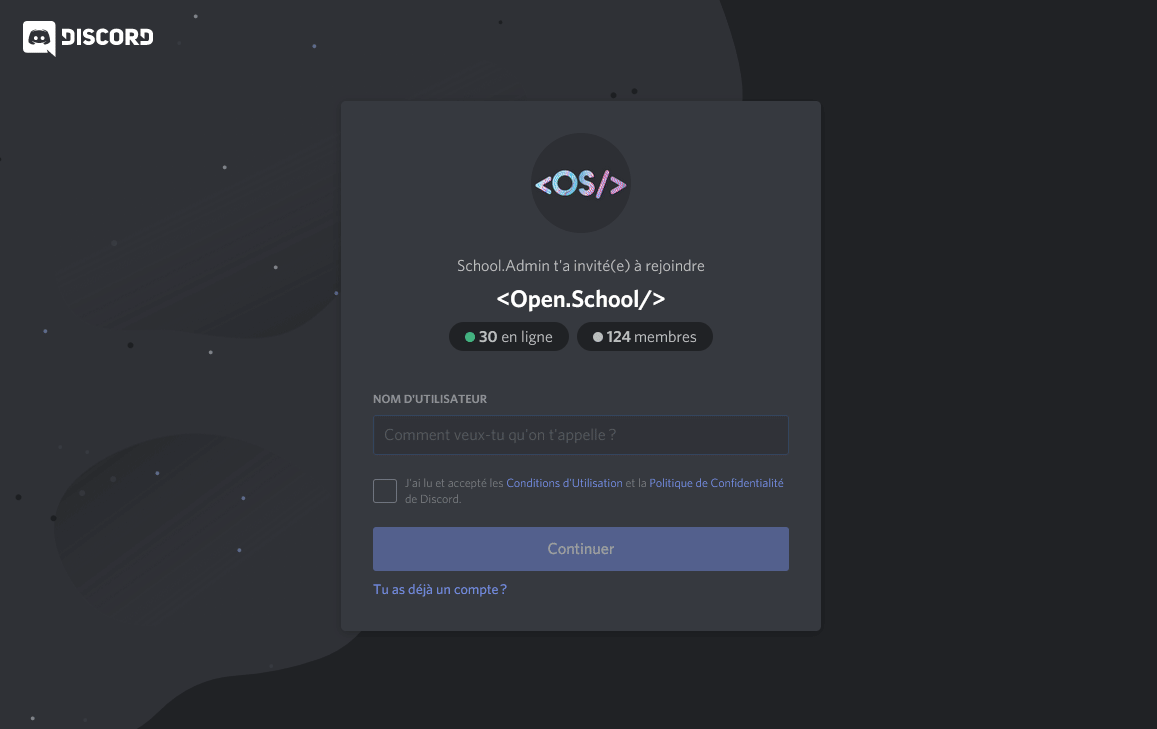 DISCORD
<OS/>
School.Admin t'a invité(e) à rejoindre
<Open.School/>
30 en ligne 124 membres
NOM D'UTILISATEUR
Comment veux-tu qu'on t'appelle ?
J'ai lu et accepté les Conditions d'Utilisation et la Politique de Confidentialité
de Discord.
Continuer
Tu as déjà un compte ?